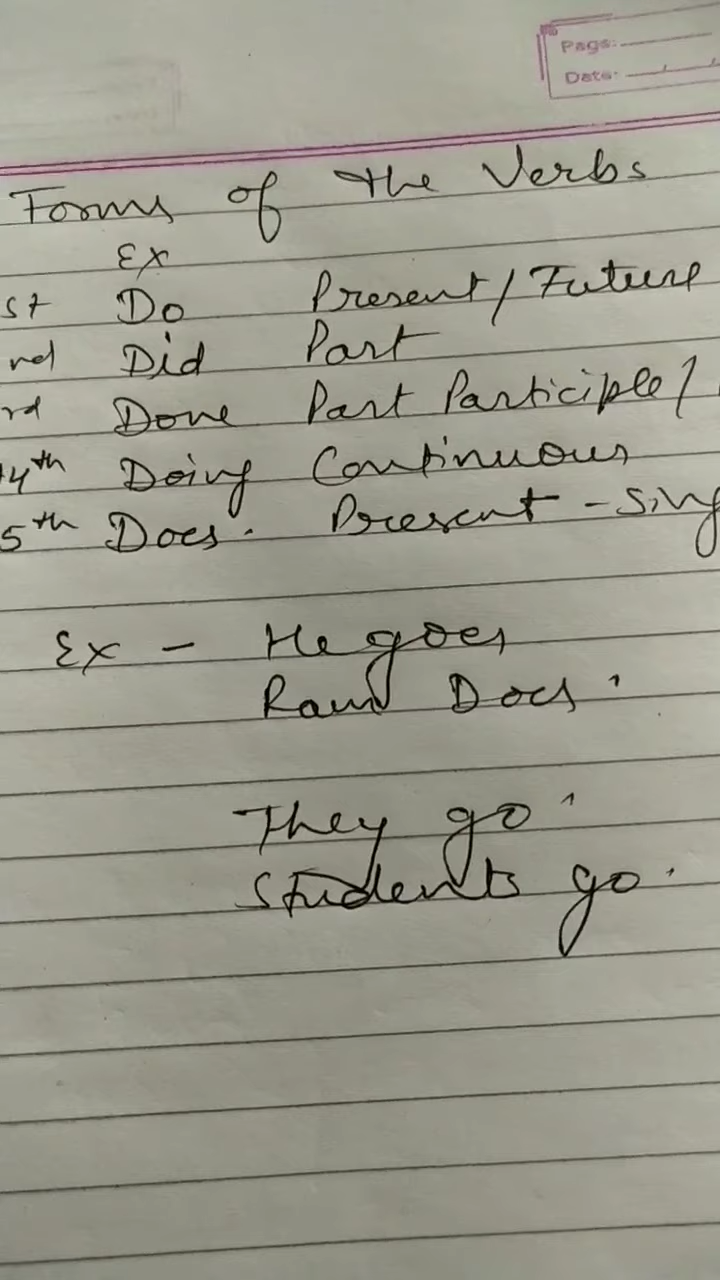 Page:
Date:
Forms of the Verbs
Ex
st Do Present/Future
nd Did Past
rd Done Past Participle/
4th Doing Continuous
5th Does. Present - Sing
Ex - He goes
Ram Does.
They go.
Students go.